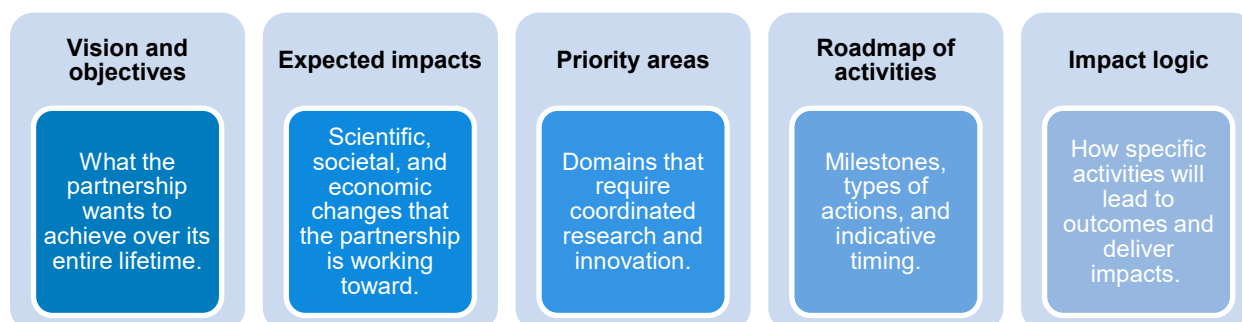 Vision and
objectives
What the
partnership
wants to
achieve over its
entire lifetime.
Expected impacts
Scientific,
societal, and
economic
changes that
the partnership
is working
toward.
Priority areas
Domains that
require
coordinated
research and
innovation.
Roadmap of
activities
Milestones,
types of
actions, and
indicative
timing.
Impact logic
How specific
activities will
lead to
outcomes and
deliver
impacts.